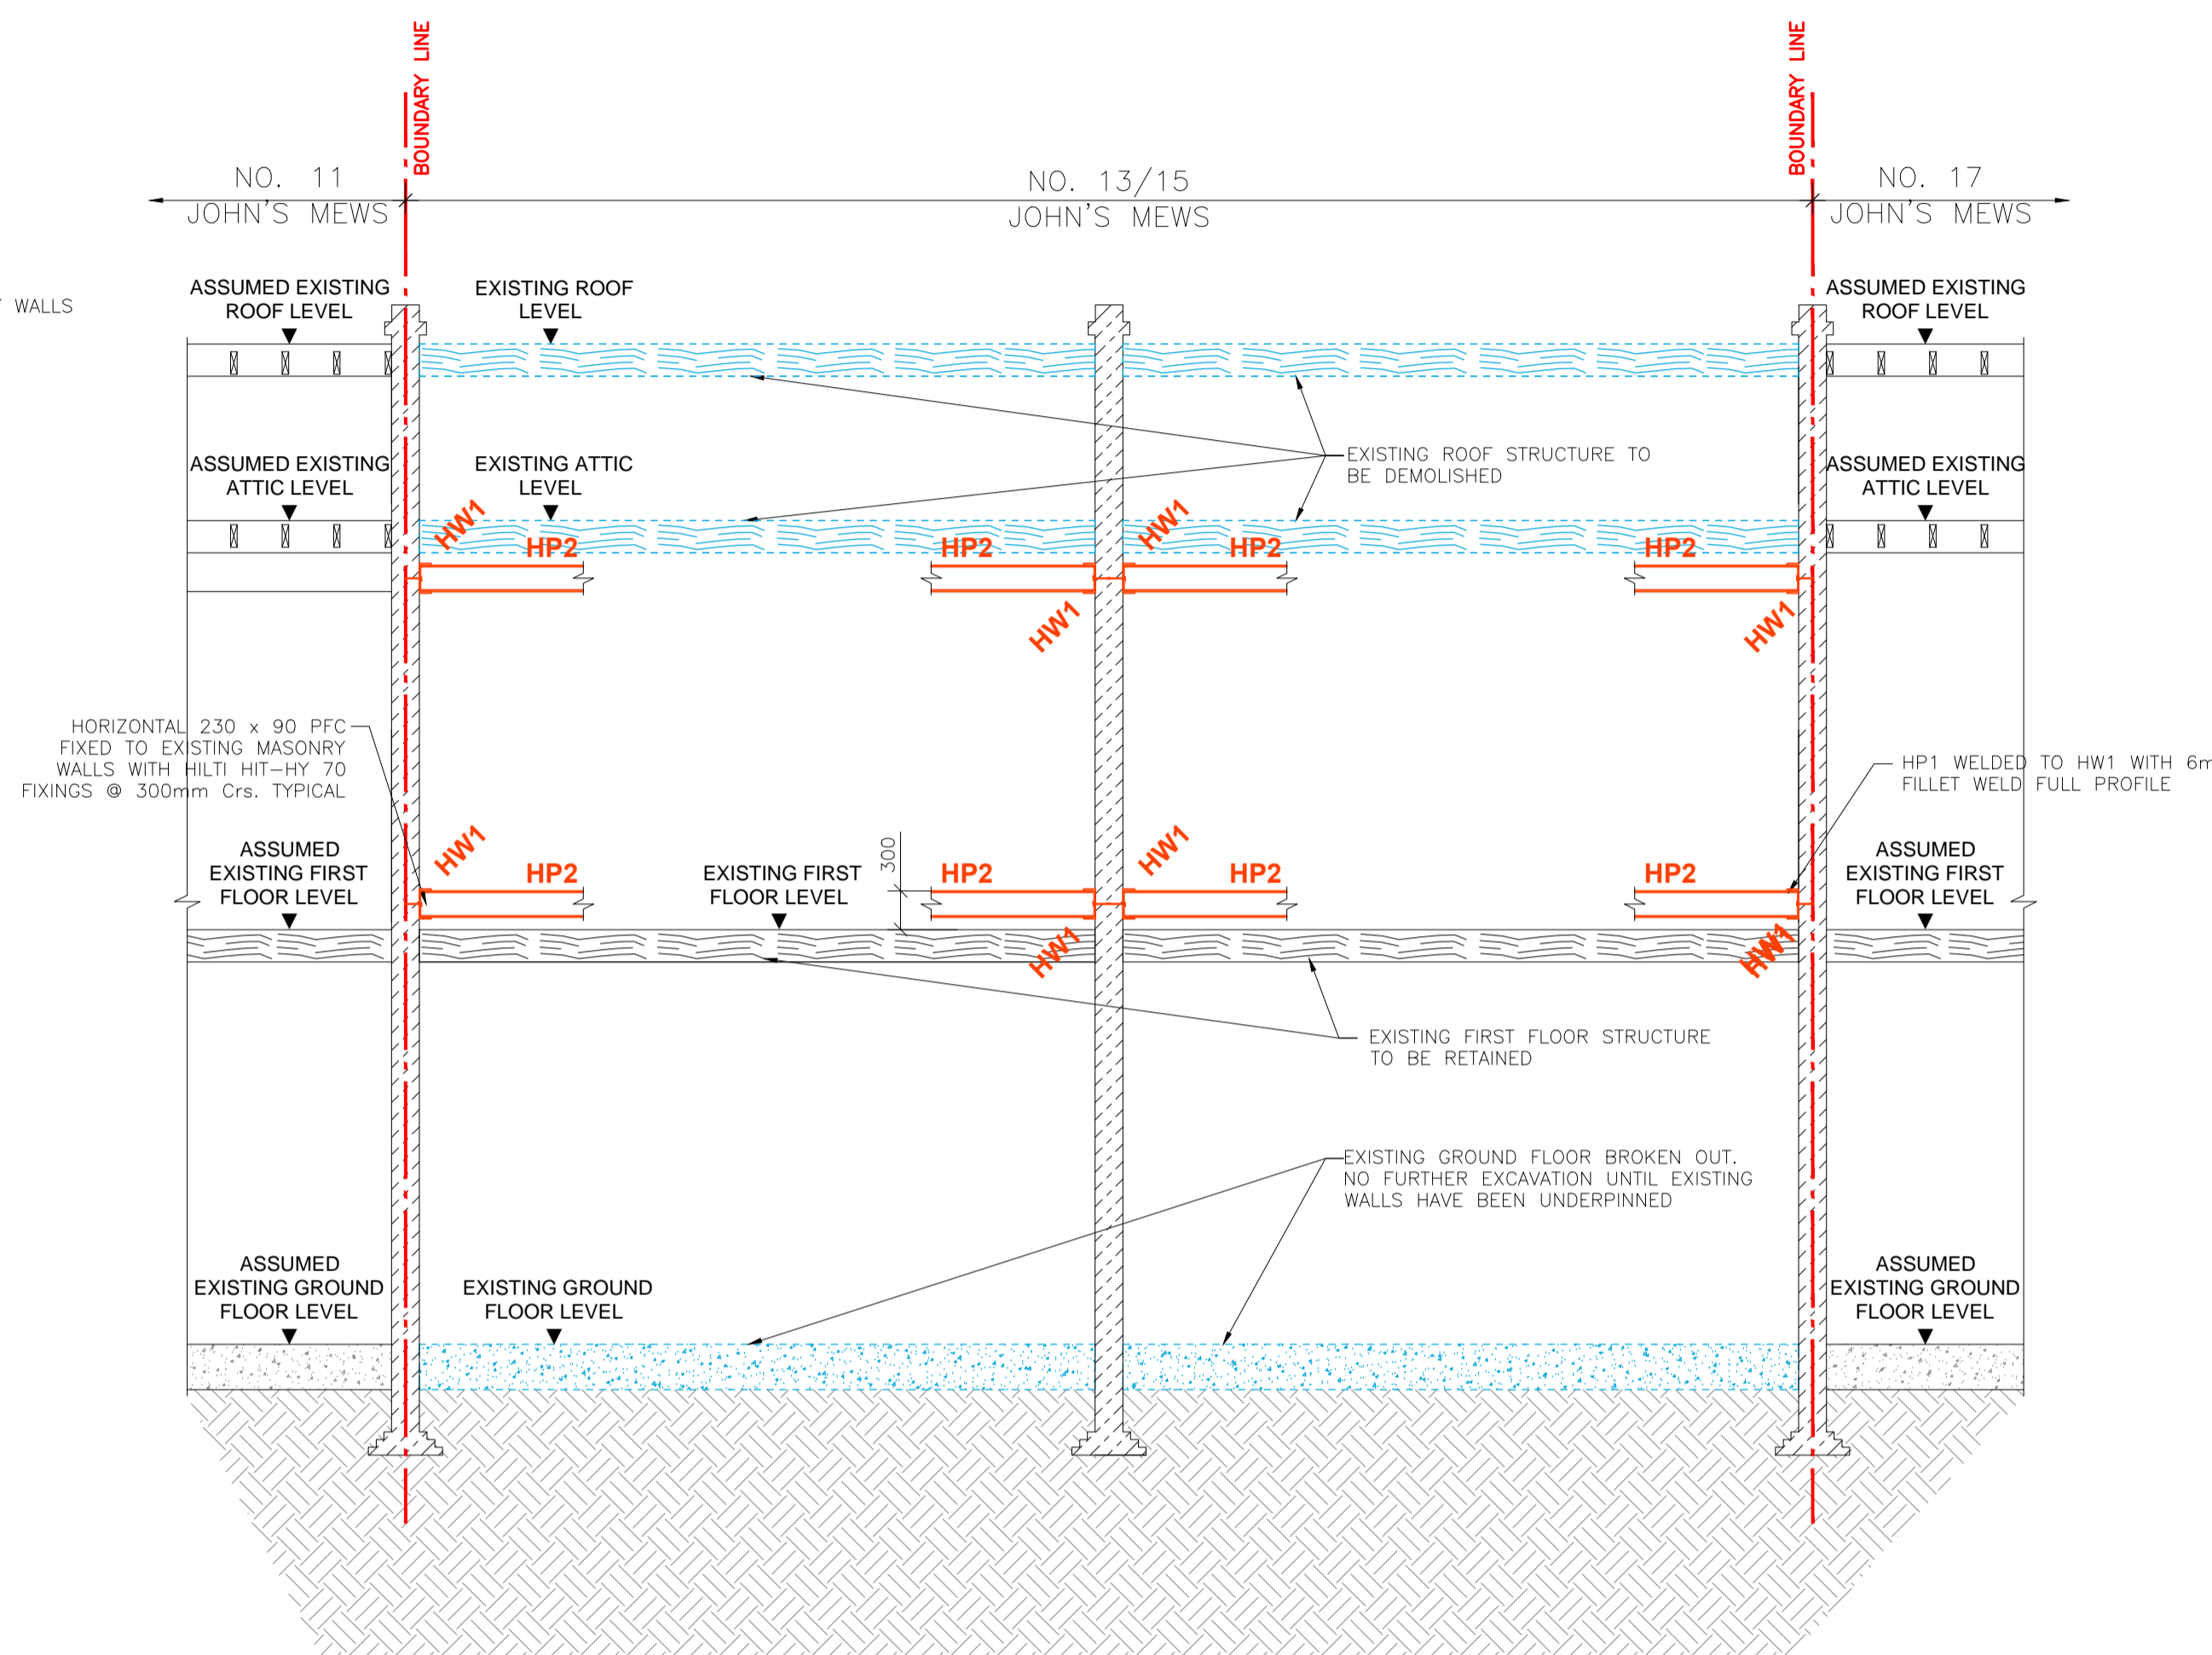 BOUNDARY LINE
BOUNDARY LINE
NO. 11
JOHN'S MEWS
NO. 13/15
JOHN'S MEWS
NO. 17
JOHN'S MEWS
WALLS
ASSUMED EXISTING
ROOF LEVEL
EXISTING ROOF
LEVEL
ASSUMED EXISTING
ROOF LEVEL
EXISTING ROOF STRUCTURE TO
BE DEMOLISHED
ASSUMED EXISTING
ATTIC LEVEL
EXISTING ATTIC
LEVEL
ASSUMED EXISTING
ATTIC LEVEL
HW1
HP2
HP2
HW1
HP2
HP2
HW1
HW1
HORIZONTAL 230 x 90 PFC
FIXED TO EXISTING MASONRY
WALLS WITH HILTI HIT-HY 70
FIXINGS @ 300mm Crs. TYPICAL
HP1 WELDED TO HW1 WITH 6m
FILLET WELD FULL PROFILE
ASSUMED
EXISTING FIRST
FLOOR LEVEL
HW1
HP2
EXISTING FIRST
FLOOR LEVEL
300
HP2
HW1
HP2
HP2
ASSUMED
EXISTING FIRST
FLOOR LEVEL
HW1
HW1
HW1
EXISTING FIRST FLOOR STRUCTURE
TO BE RETAINED
EXISTING GROUND FLOOR BROKEN OUT.
NO FURTHER EXCAVATION UNTIL EXISTING
WALLS HAVE BEEN UNDERPINNED
ASSUMED
EXISTING GROUND
FLOOR LEVEL
EXISTING GROUND
FLOOR LEVEL
ASSUMED
EXISTING GROUND
FLOOR LEVEL